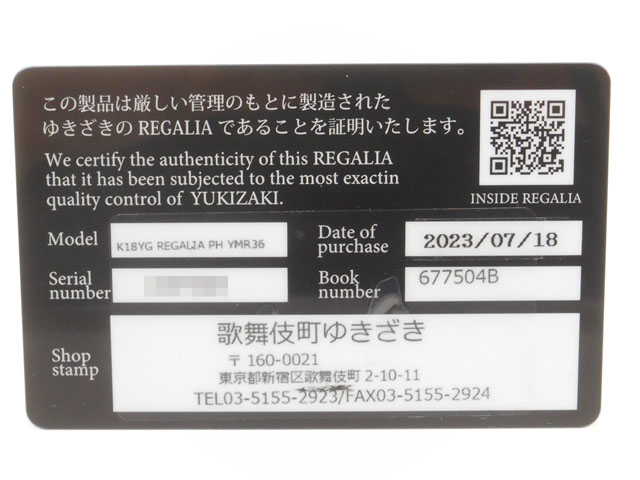 この製品は厳しい管理のもとに製造された
ゆきざきの REGALIA であることを証明いたします。
We certify the authenticity of this REGALIA
that it has been subjected to the most exactin
quality control of YUKIZAKI.
INSIDE REGALIA
Model K18YG REGALIA PH YMR36
Date of purchase 2023/07/18
Serial number
Book number 677504B
Shop stamp
歌舞伎町ゆきざき
〒160-0021
東京都新宿区歌舞伎町 2-10-11
TEL03-5155-2923/FAX03-5155-2924